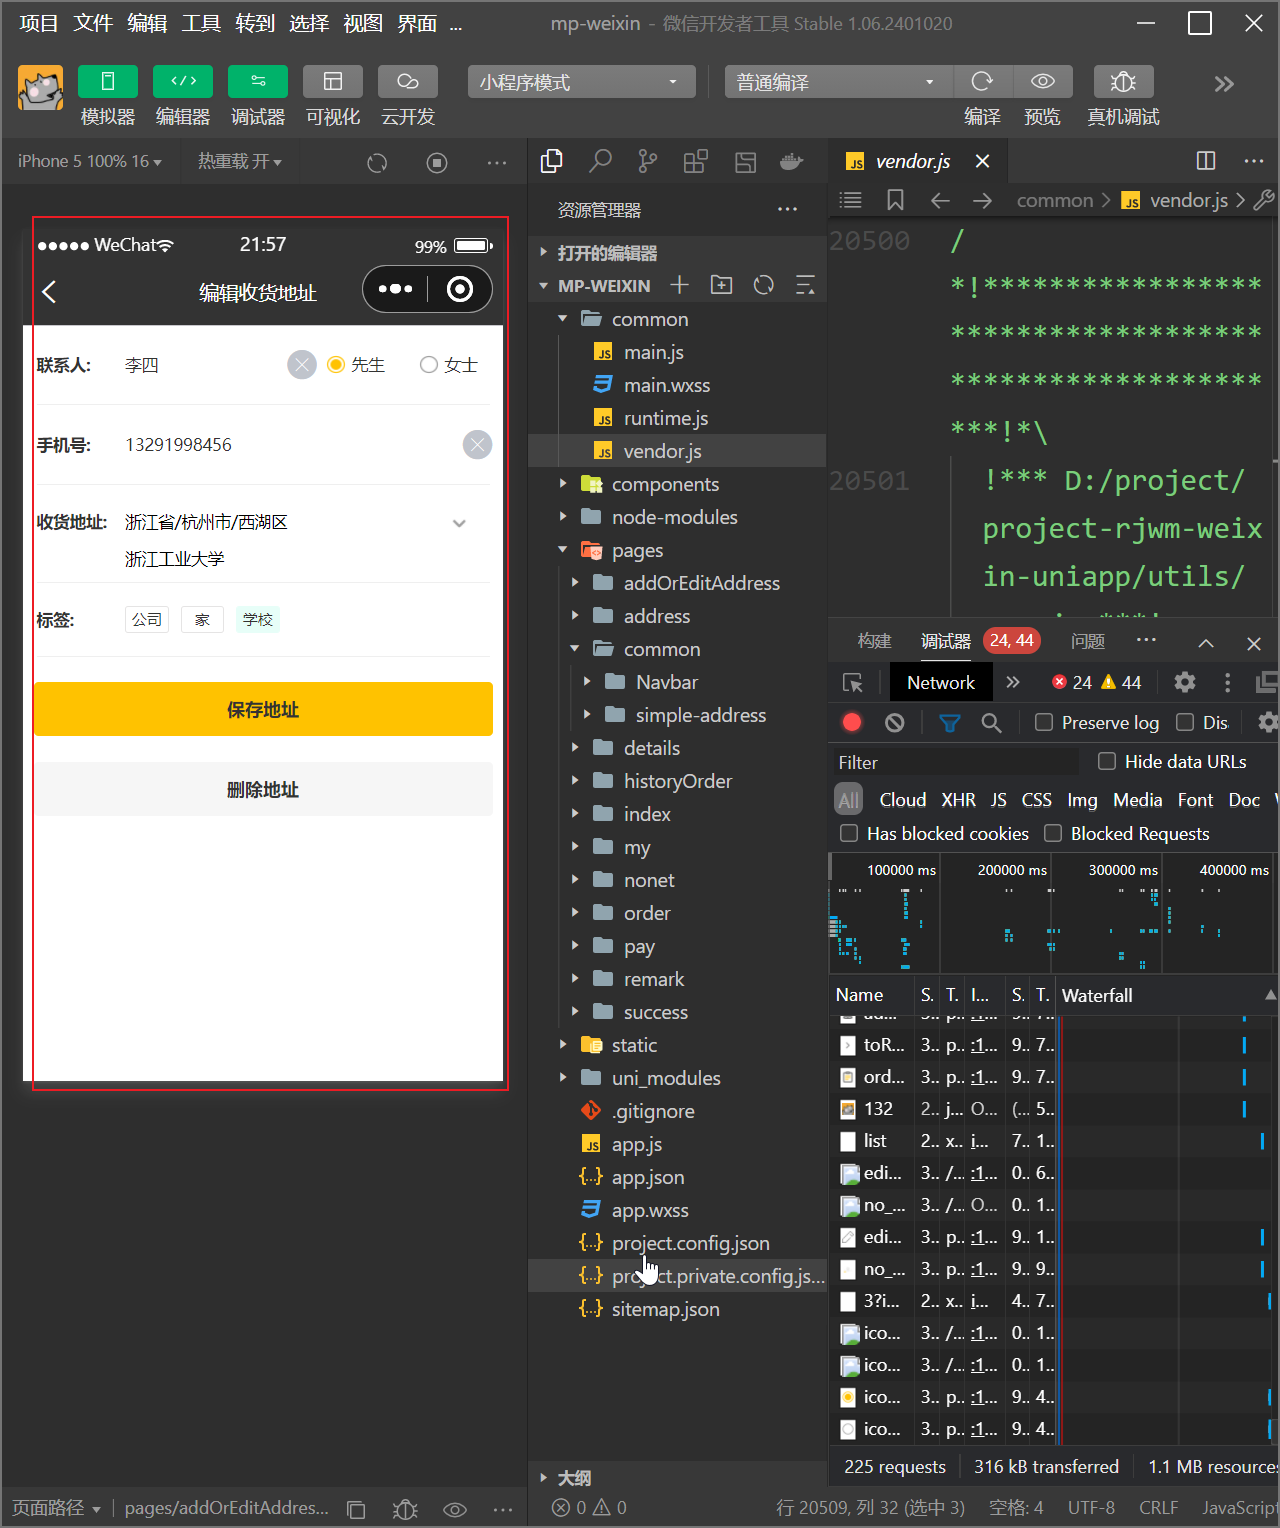 项目 文件 编辑 工具 转到 选择 视图 界面 ...
mp-weixin - 微信开发者工具 Stable 1.06.2401020
模拟器 编辑器 调试器 可视化 云开发
小程序模式
普通编译
编译 预览 真机调试
iPhone 5 100% 16
热重载 开
WeChat
21:57
99%
编辑收货地址
联系人:
李四
先生
女士
手机号:
13291998456
收货地址:
浙江省/杭州市/西湖区
浙江工业大学
标签:
公司
家
学校
保存地址
删除地址
页面路径
pages/addOrEditAddres...
资源管理器
打开的编辑器
MP-WEIXIN
common
main.js
main.wxss
runtime.js
vendor.js
components
node-modules
pages
addOrEditAddress
address
common
Navbar
simple-address
details
historyOrder
index
my
nonet
order
pay
remark
success
static
uni_modules
.gitignore
app.js
app.json
app.wxss
project.config.json
project.private.config.js...
sitemap.json
大纲
0 0
vendor.js
common > vendor.js >
20500
/
*!*****************
*******************
*******************
***!*\
20501
!*** D:/project/
project-rjwm-weix
in-uniapp/utils/
构建 调试器 24, 44 问题
Network
24 44
Preserve log
Dis
Filter
Hide data URLs
All Cloud XHR JS CSS Img Media Font Doc
Has blocked cookies
Blocked Requests
100000 ms 200000 ms 300000 ms 400000 ms
Name S. T. I... S. T. Waterfall
toR... 3.. p.. :1... 9.. 7..
ord... 3.. p.. :1... 9.. 7..
132 2.. j... O... (... 5..
list 2.. x.. i... 7.. 1...
edi... 3.. /... :1... 0.. 6..
no_... 3.. /... O... 0.. 1...
edi... 3.. p.. :1... 9.. 1...
no_... 3.. p.. :1... 9.. 9..
3?i... 2.. x.. i... 4.. 7..
ico... 3.. /... :1... 0.. 1...
ico... 3.. /... :1... 0.. 1...
ico... 3.. p.. :1... 9.. 4..
ico... 3.. p.. :1... 9.. 4..
225 requests
316 kB transferred
1.1 MB resources
行 20509, 列 32 (选中 3)
空格: 4
UTF-8
CRLF
JavaScript